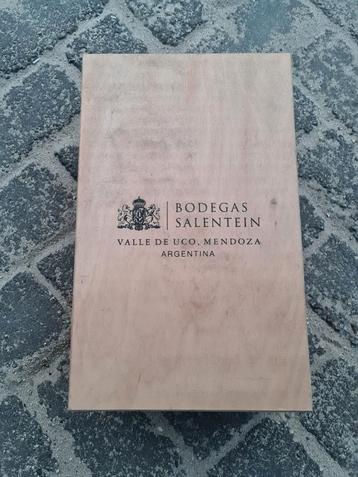 BODEGAS
SALENTEIN
VALLE DE UCO, MENDOZA
ARGENTINA